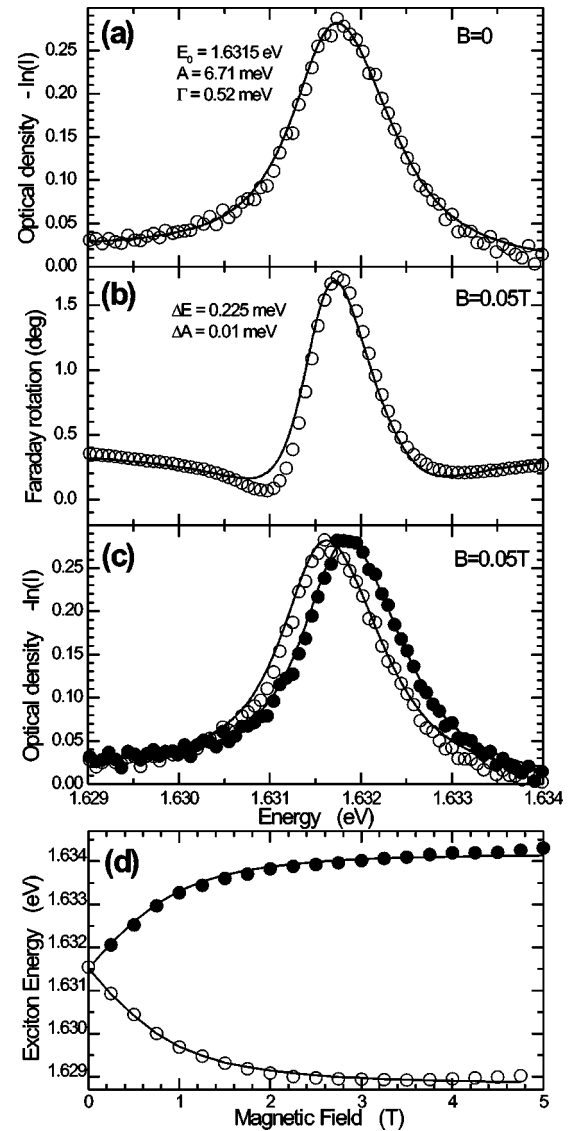 (a)
B=0
E₀ = 1.6315 eV
A = 6.71 meV
Γ = 0.52 meV
0.25
0.20
0.15
0.10
0.05
0.00
Optical density - ln(I)
(b)
B=0.05T
ΔE = 0.225 meV
ΔA = 0.01 meV
1.5
1.0
0.5
0.0
Faraday rotation (deg)
(c)
B=0.05T
0.25
0.20
0.15
0.10
0.05
0.00
Optical density -ln(I)
1.629 1.630 1.631 1.632 1.633 1.634
Energy (eV)
(d)
1.634
1.633
1.632
1.631
1.630
1.629
Exciton Energy (eV)
0 1 2 3 4 5
Magnetic Field (T)